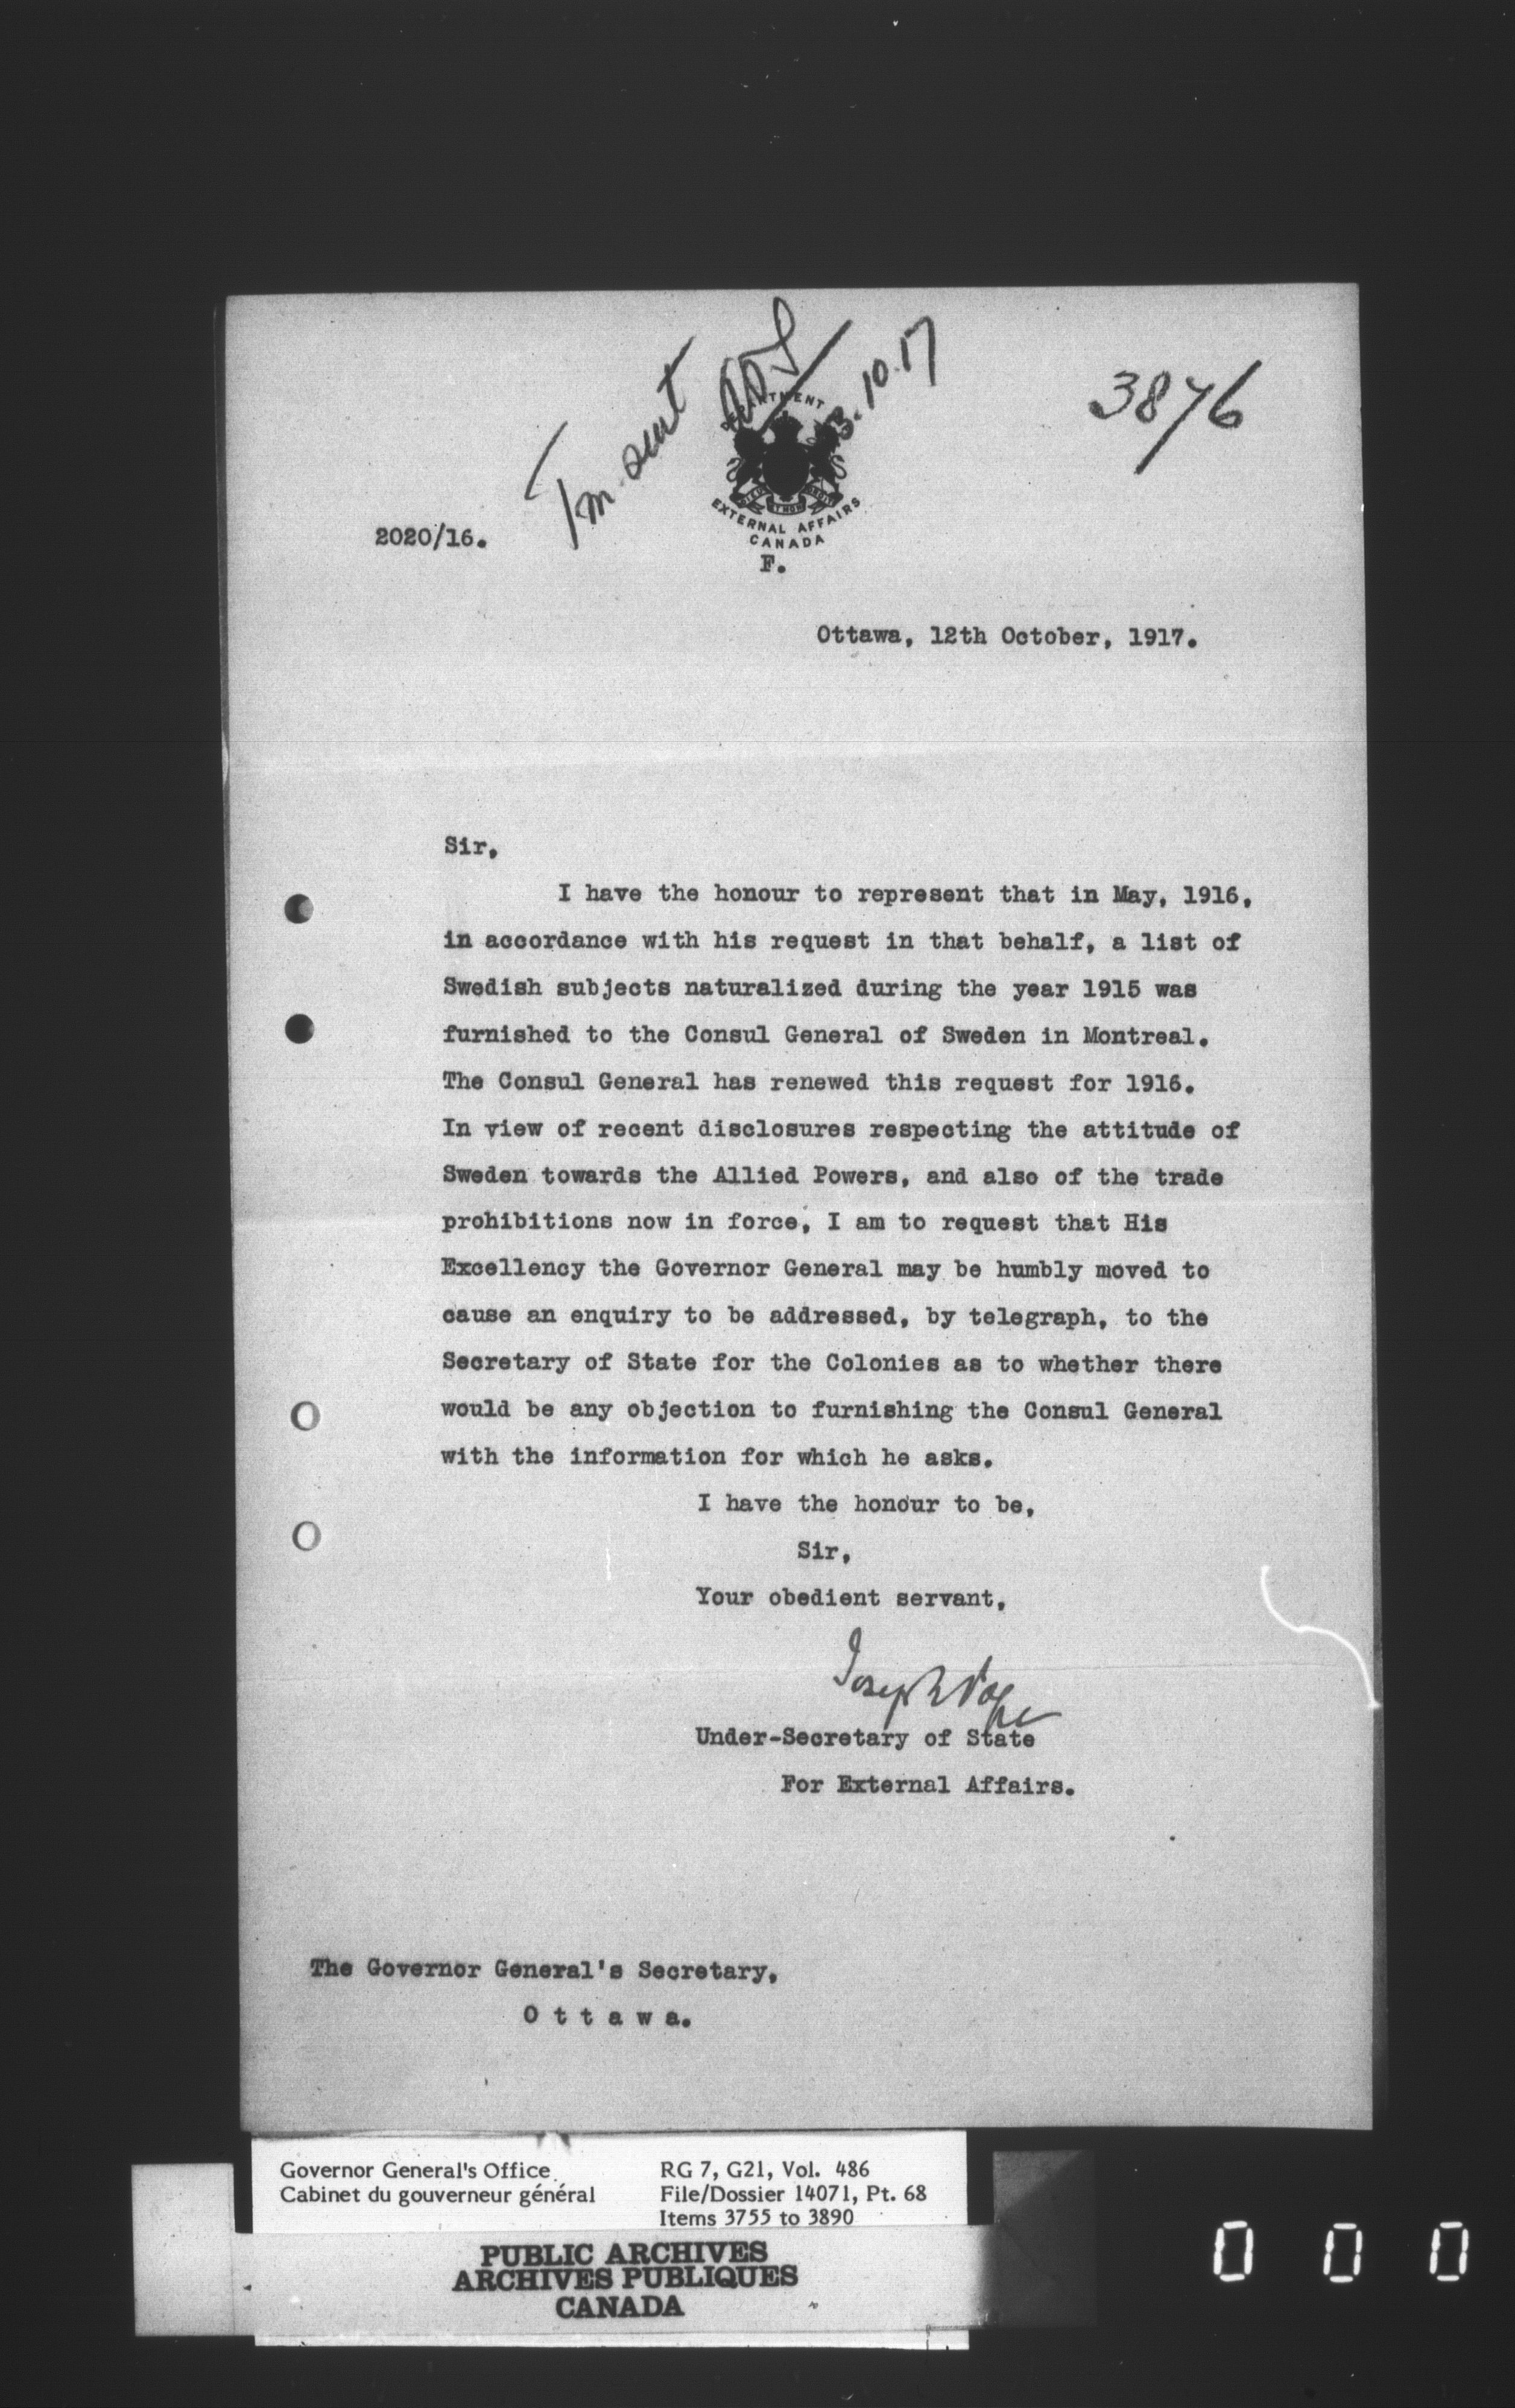 sent
13.10.17
3876
DEPARTMENT
EXTERNAL AFFAIRS
CANADA
2020/16.
F.
Ottawa, 12th October, 1917.
Sir,
I have the honour to represent that in May, 1916,
in accordance with his request in that behalf, a list of
Swedish subjects naturalized during the year 1915 was
furnished to the Consul General of Sweden in Montreal.
The Consul General has renewed this request for 1916.
In view of recent disclosures respecting the attitude of
Sweden towards the Allied Powers, and also of the trade
prohibitions now in force, I am to request that His
Excellency the Governor General may be humbly moved to
cause an enquiry to be addressed, by telegraph, to the
Secretary of State for the Colonies as to whether there
would be any objection to furnishing the Consul General
with the information for which he asks.
I have the honour to be,
Sir,
Your obedient servant,
Joseph Pope
Under-Secretary of State
For External Affairs.
The Governor General's Secretary,
O t t a w a.
Governor General's Office
Cabinet du gouverneur général
RG 7, G21, Vol. 486
File/Dossier 14071, Pt. 68
Items 3755 to 3890
PUBLIC ARCHIVES
ARCHIVES PUBLIQUES
CANADA
0 0 0